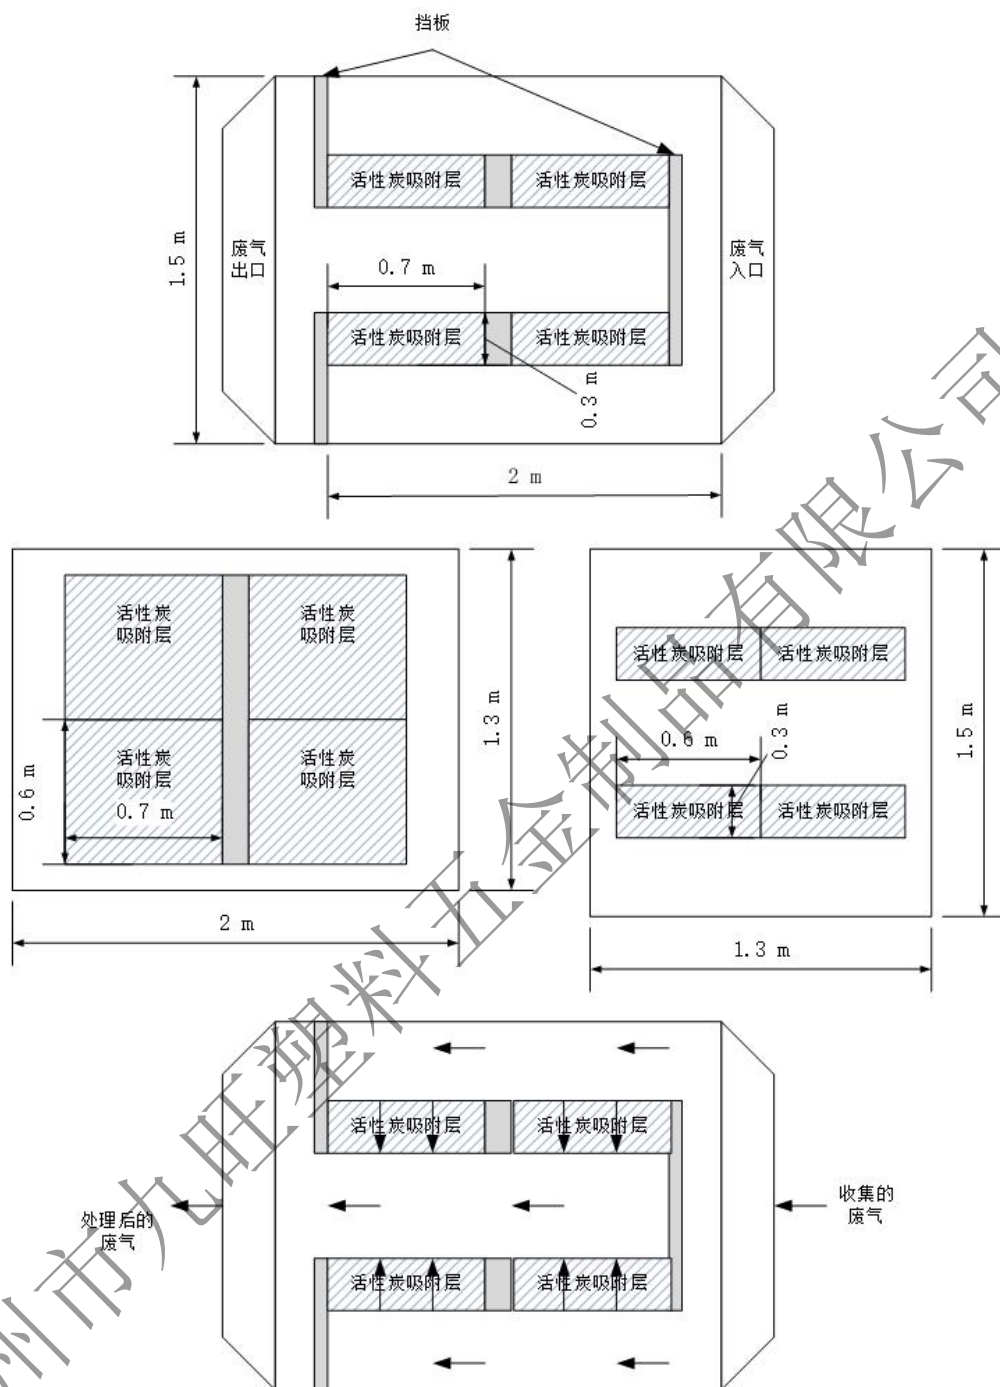 挡板
活性炭吸附层
活性炭吸附层
1.5 m
废气
出口
废气
入口
0.7 m
活性炭吸附层
活性炭吸附层
0.3 m
2 m
活性炭
吸附层
活性炭
吸附层
1.3 m
活性炭
吸附层
活性炭
吸附层
0.6 m
0.7 m
2 m
活性炭吸附层
活性炭吸附层
1.5 m
0.6 m
0.3 m
活性炭吸附层
活性炭吸附层
1.3 m
活性炭吸附层
活性炭吸附层
处理后的
废气
收集的
废气
活性炭吸附层
活性炭吸附层
州市九旺塑料五金制品有限公司